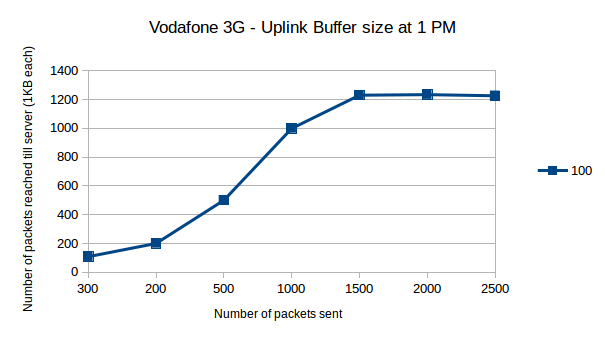 Vodafone 3G - Uplink Buffer size at 1 PM
Number of packets reached till server (1KB each)
1400
1200
1000
800
600
400
200
0
300 200 500 1000 1500 2000 2500
Number of packets sent
100